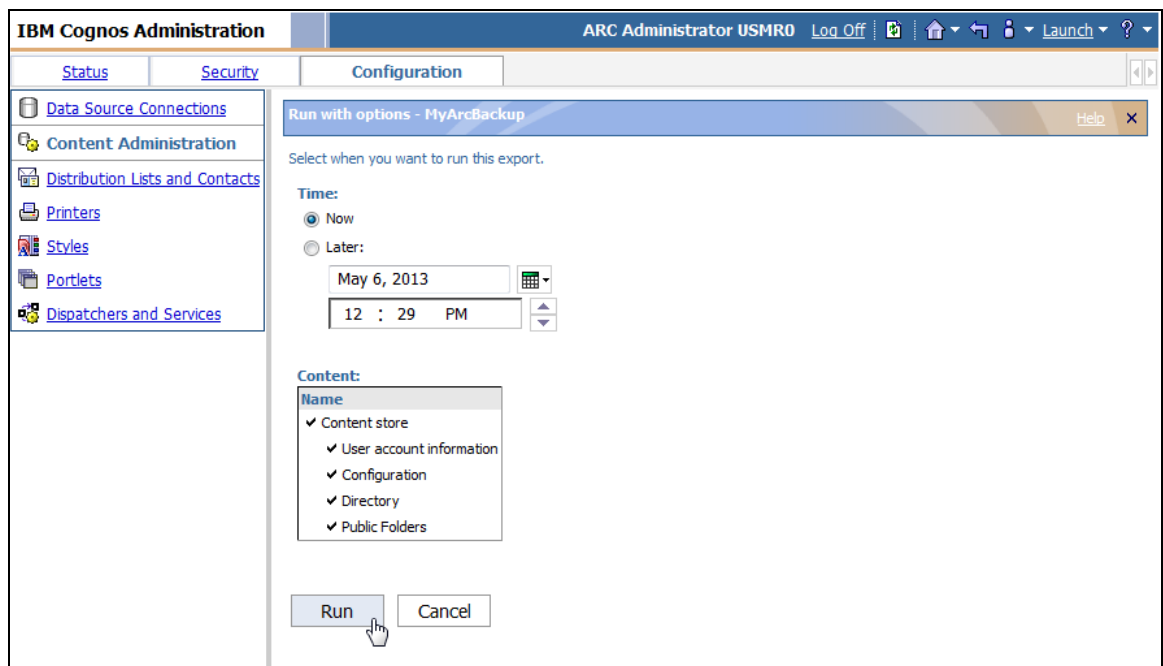 IBM Cognos Administration
ARC Administrator USMR0 Log Off Launch ?
Status Security Configuration
Data Source Connections
Content Administration
Distribution Lists and Contacts
Printers
Styles
Portlets
Dispatchers and Services
Run with options - MyArcBackup Help
Select when you want to run this export.
Time:
Now
Later:
May 6, 2013
12 : 29 PM
Content:
Name
Content store
User account information
Configuration
Directory
Public Folders
Run Cancel